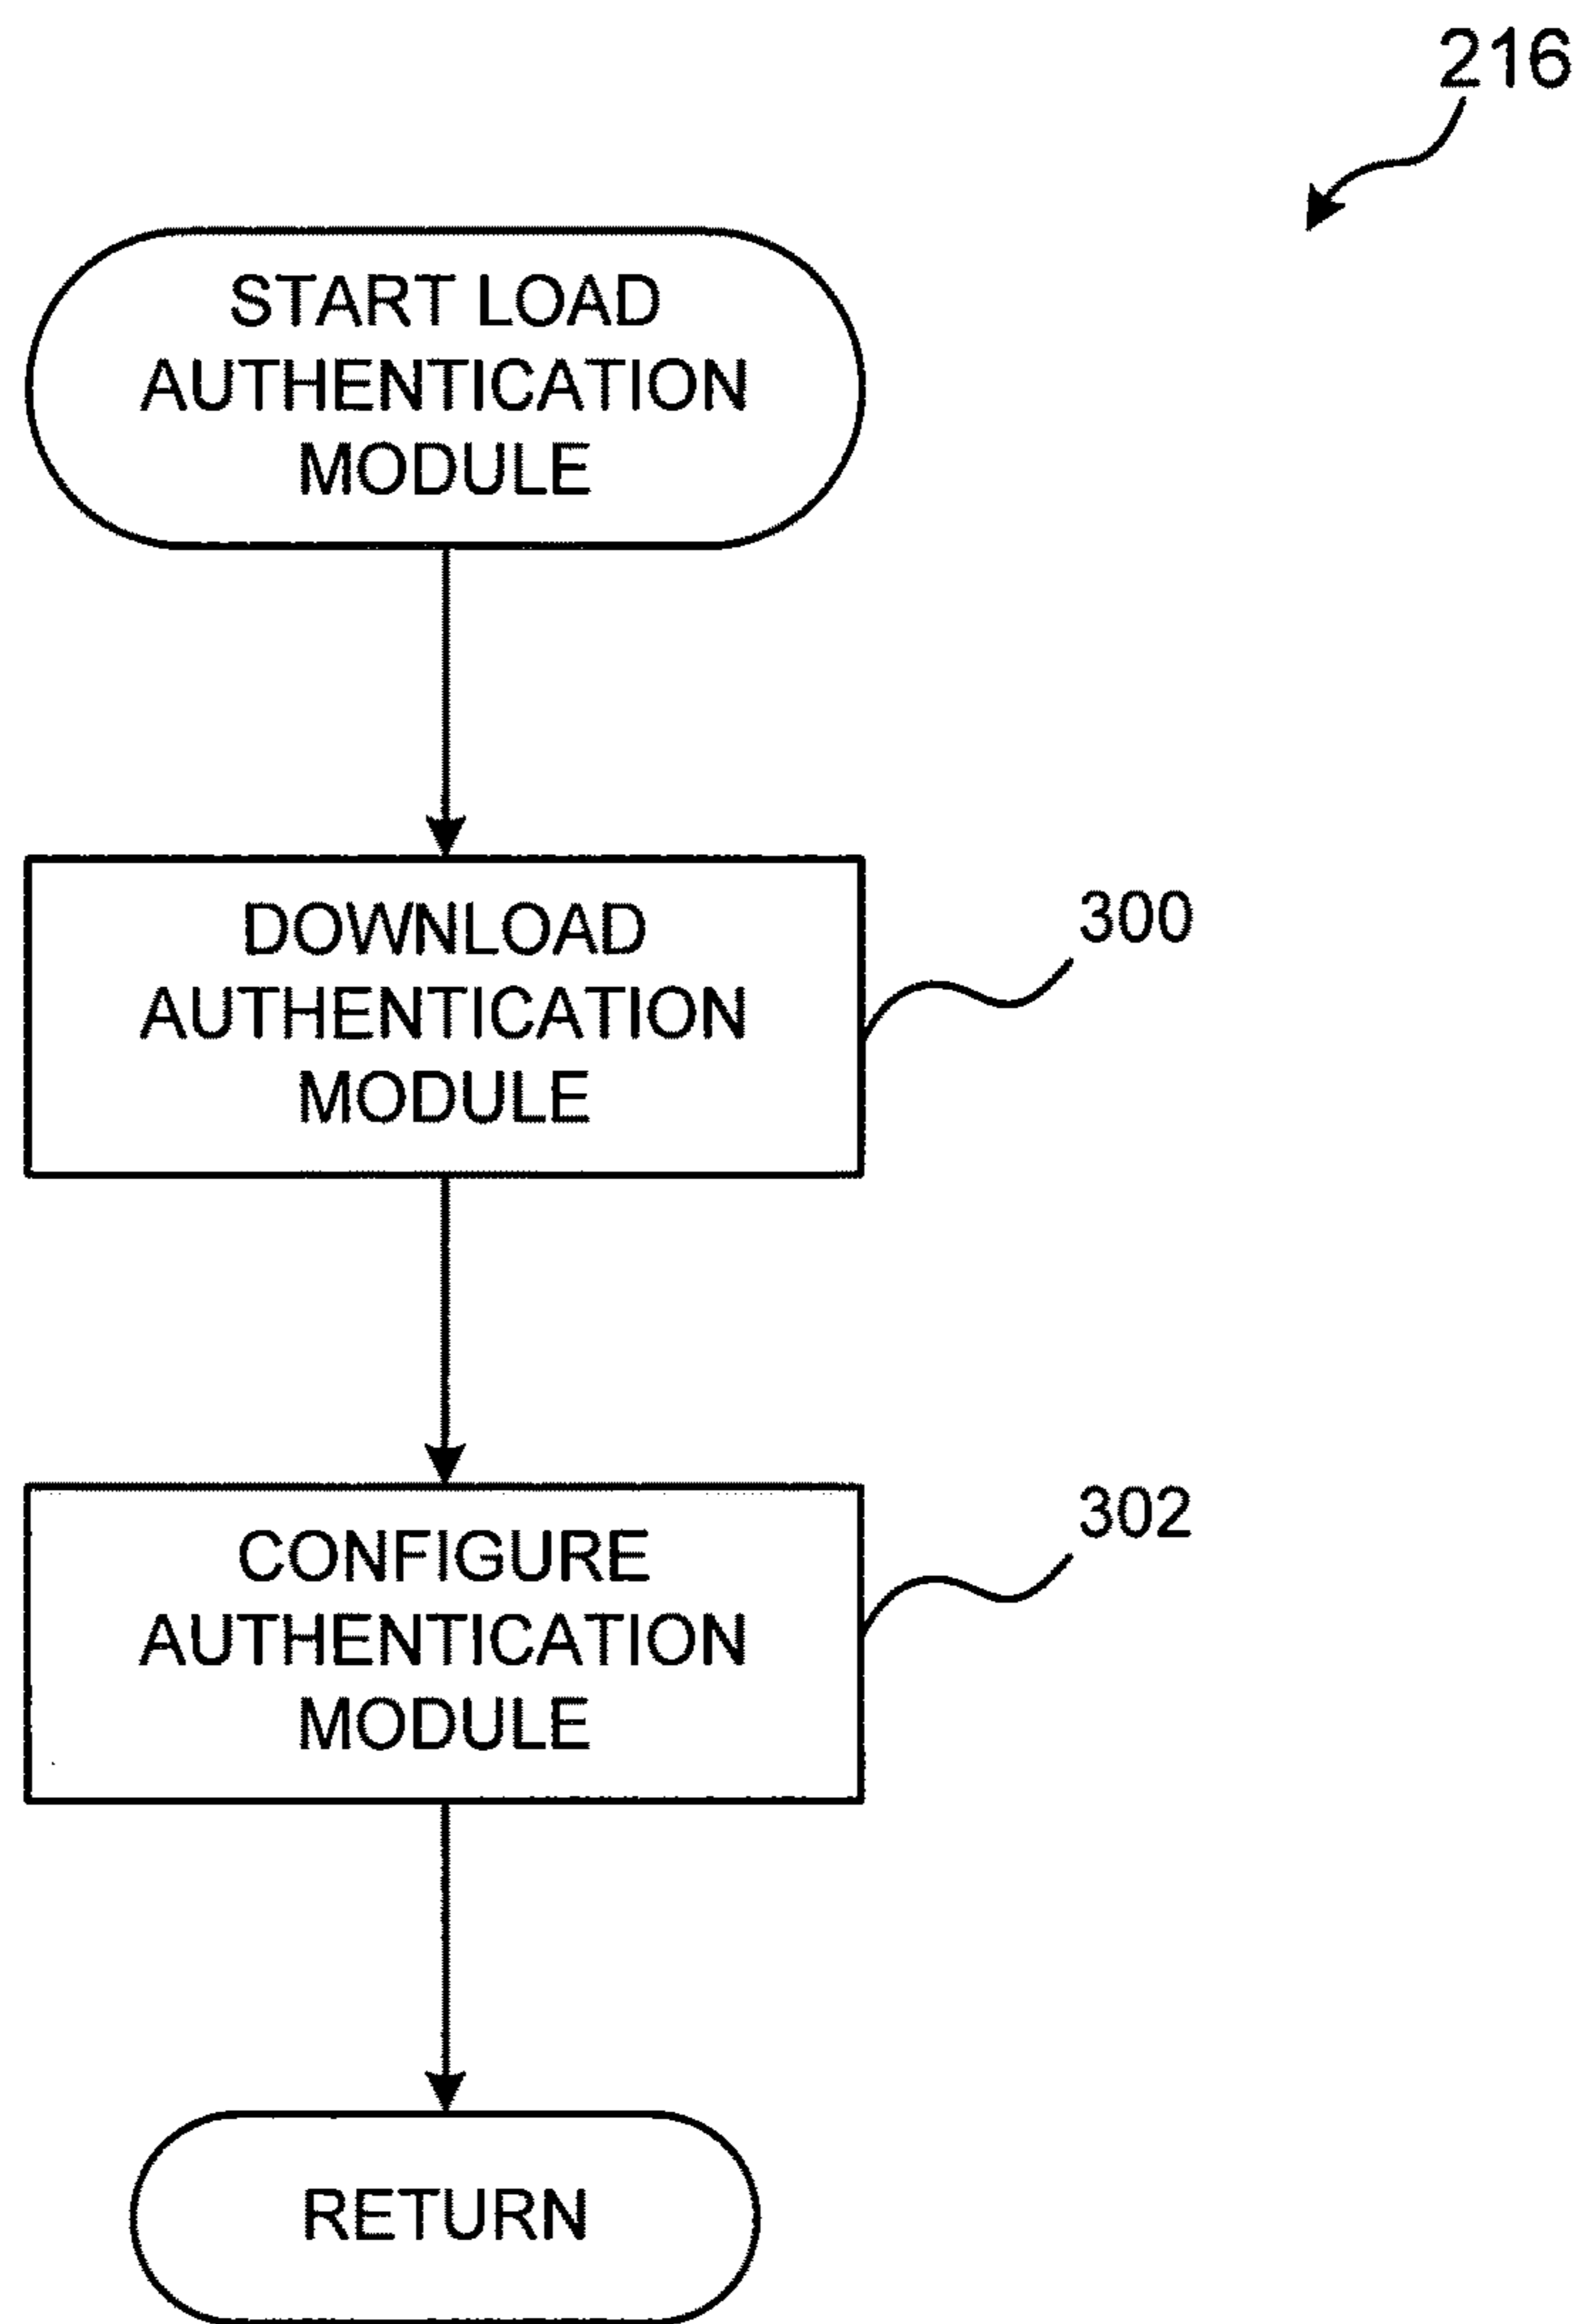 216
START LOAD
AUTHENTICATION
MODULE
DOWNLOAD
AUTHENTICATION
MODULE
300
CONFIGURE
AUTHENTICATION
MODULE
302
RETURN